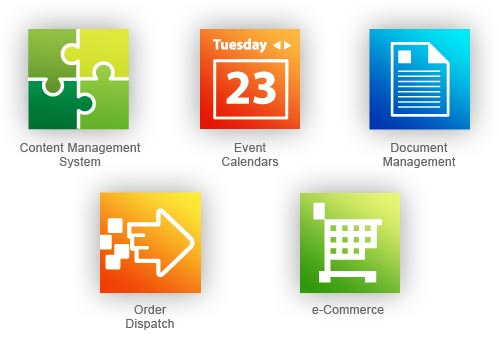 Tuesday
23
Content Management
System
Event
Calendars
Document
Management
Order
Dispatch
e-Commerce